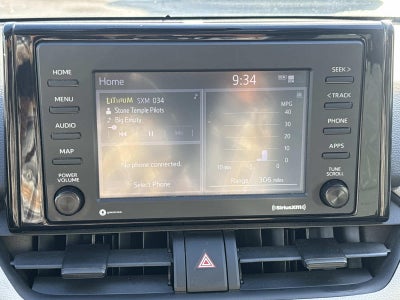 HOME
MENU
AUDIO
MAP
POWER
VOLUME
Home
9:34
LITHIUM SXM 034
Stone Temple Pilots
Big Empty
No phone connected.
Select Phone
MPG
40
30
20
10
0
Range: 306 miles
SEEK >
< TRACK
PHONE
APPS
TUNE
SCROLL
SiriusXM